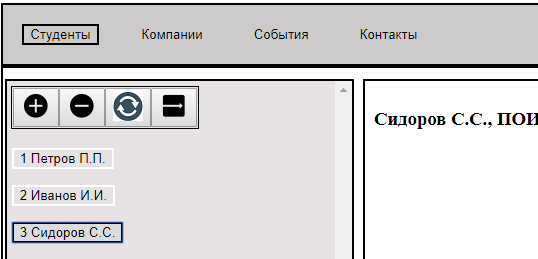 Студенты Компании События Контакты
Сидоров С.С., ПОИ
1 Петров П.П.
2 Иванов И.И.
3 Сидоров С.С.